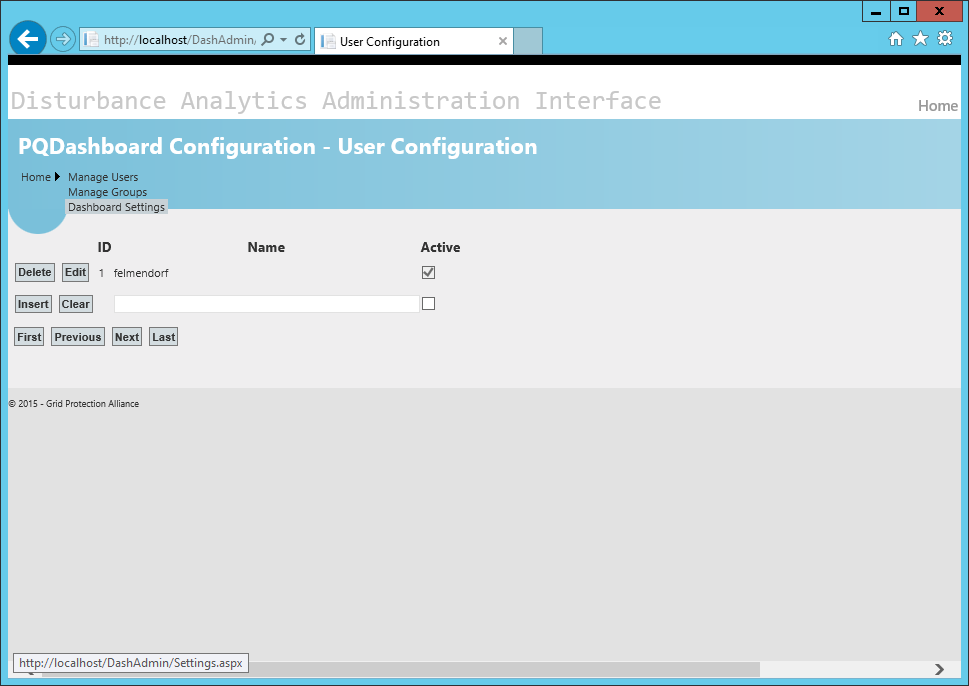 http://localhost/DashAdmin/
User Configuration
Disturbance Analytics Administration Interface
Home
PQDashboard Configuration - User Configuration
Home Manage Users
Manage Groups
Dashboard Settings
ID Name Active
Delete Edit 1 felmendorf
Insert Clear
First Previous Next Last
© 2015 - Grid Protection Alliance
http://localhost/DashAdmin/Settings.aspx